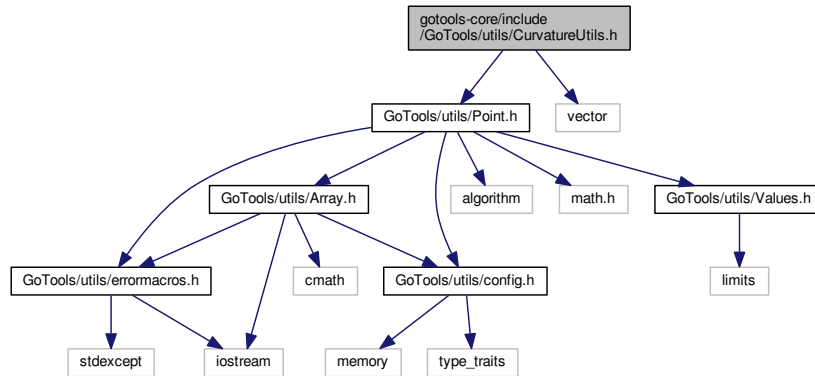 gotools-core/include
/GoTools/utils/CurvatureUtils.h
GoTools/utils/Point.h
vector
GoTools/utils/Array.h
algorithm
math.h
GoTools/utils/Values.h
GoTools/utils/errormacros.h
cmath
GoTools/utils/config.h
limits
stdexcept
iostream
memory
type_traits